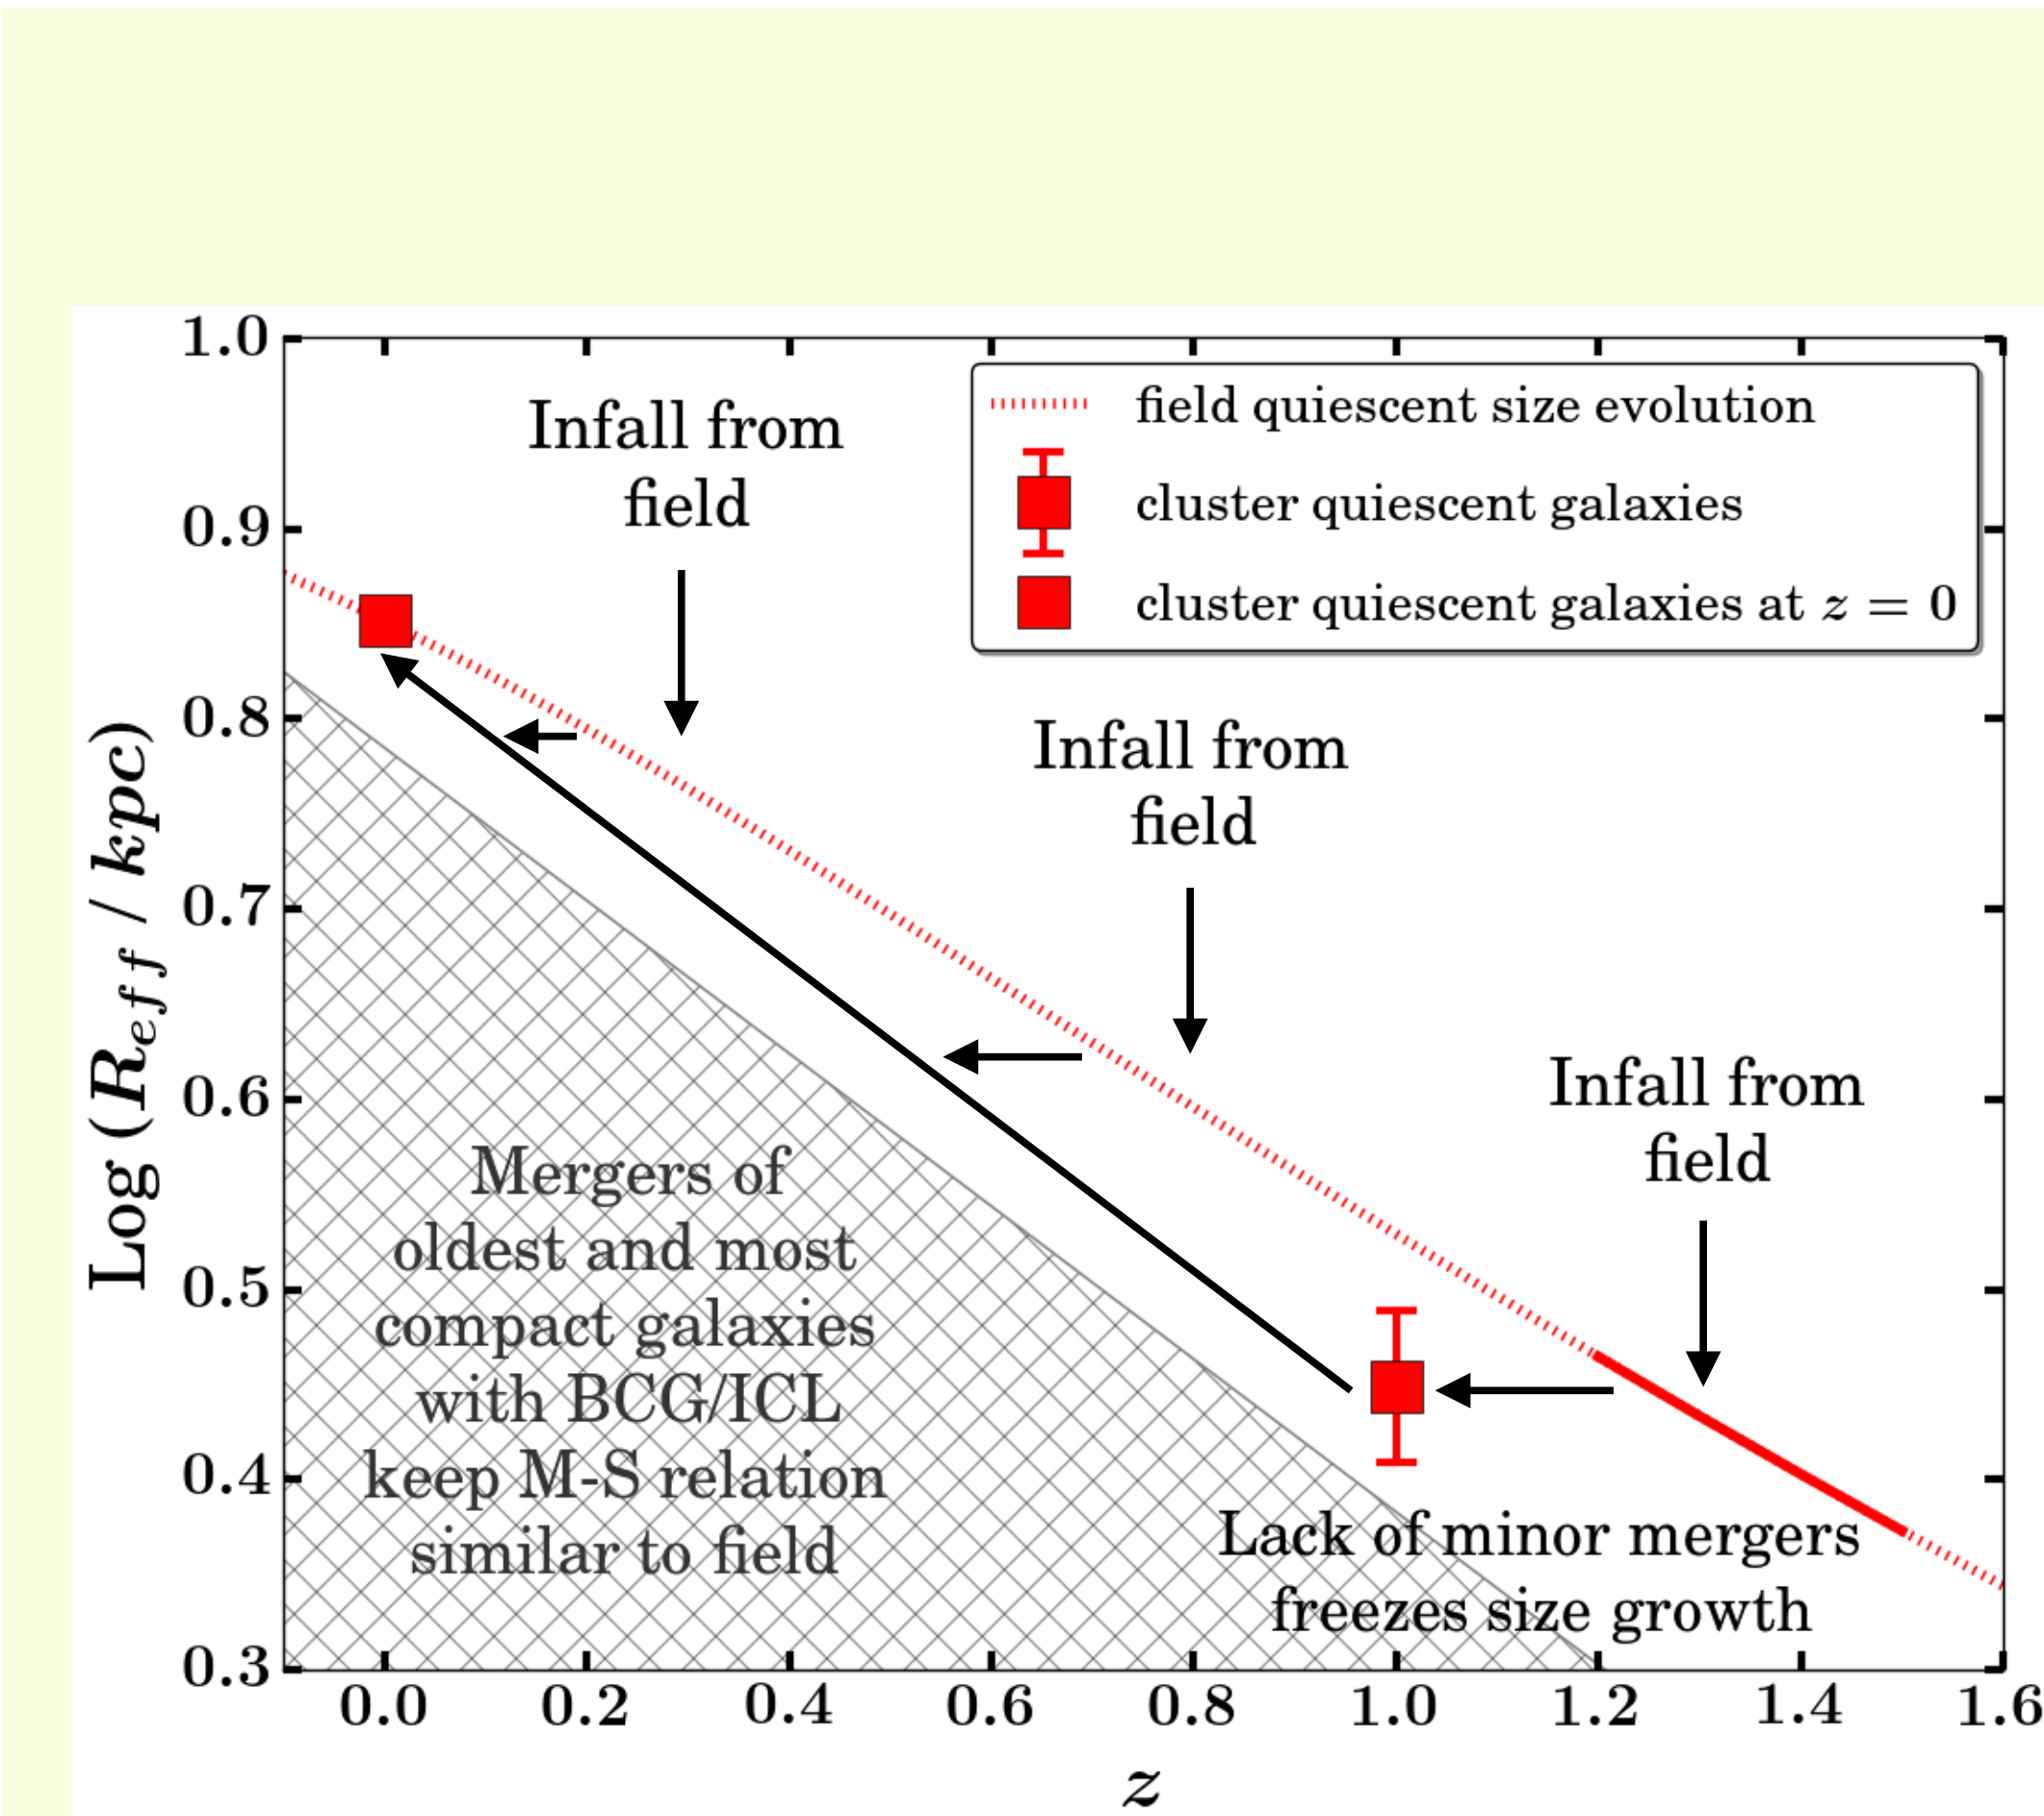 1.0
0.9
0.8
0.7
0.6
0.5
0.4
0.3
Log (R_eff / kpc)
Infall from
field
field quiescent size evolution
cluster quiescent galaxies
cluster quiescent galaxies at z = 0
Infall from
field
Infall from
field
Mergers of
oldest and most
compact galaxies
with BCG/ICL
keep M-S relation
similar to field
Lack of minor mergers
freezes size growth
0.0 0.2 0.4 0.6 0.8 1.0 1.2 1.4 1.6
z